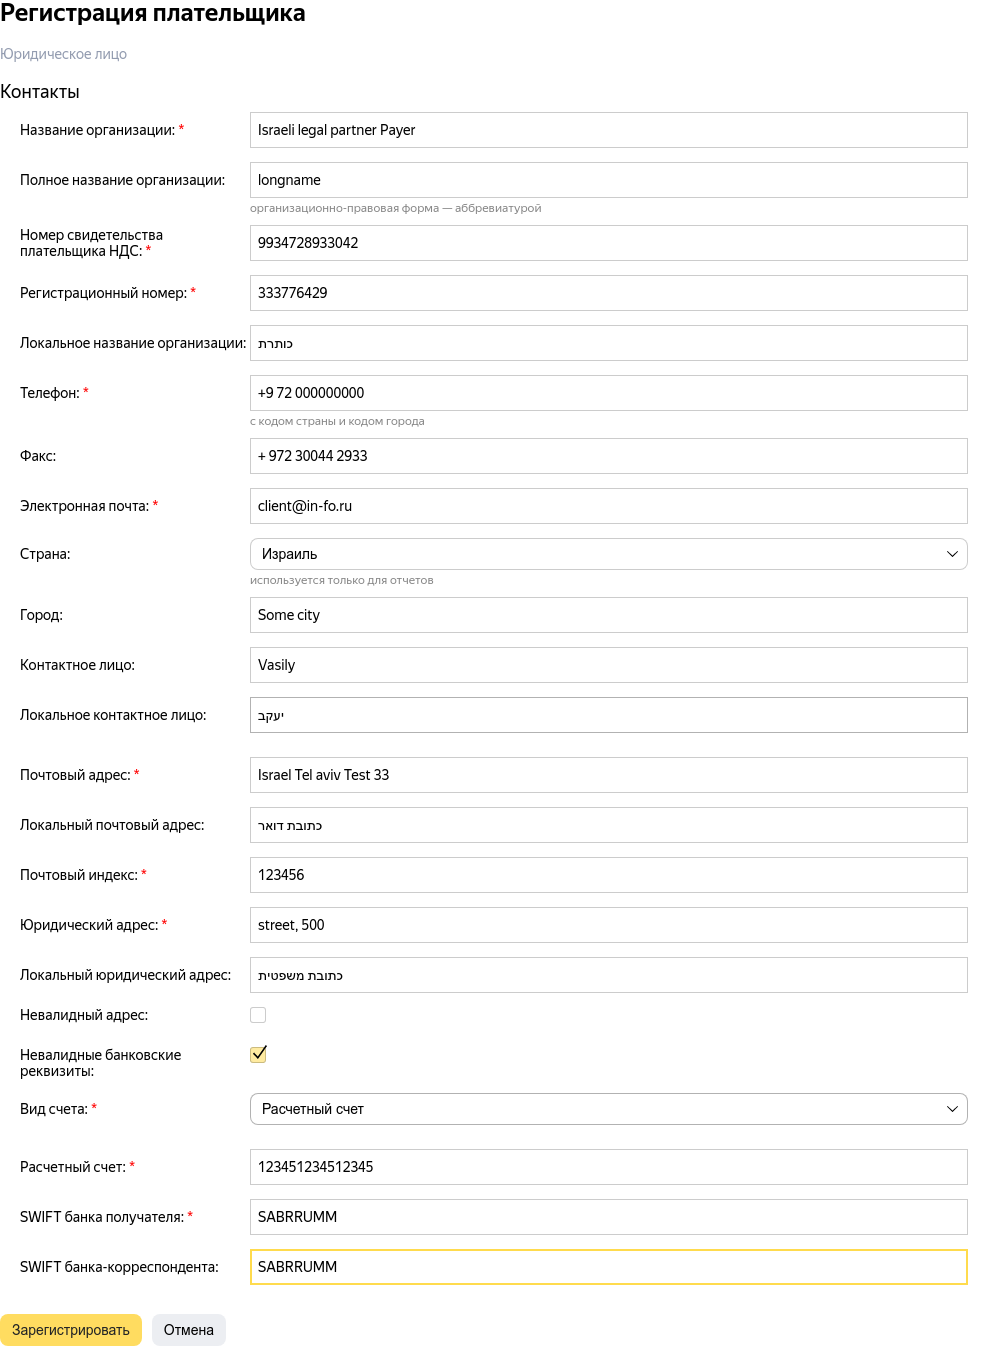 Регистрация плательщика
Юридическое лицо
Контакты
Название организации: *
Israeli legal partner Payer
Полное название организации:
longname
организационно-правовая форма — аббревиатурой
Номер свидетельства
плательщика НДС: *
9934728933042
Регистрационный номер: *
333776429
Локальное название организации:
כותרת
Телефон: *
+9 72 000000000
с кодом страны и кодом города
Факс:
+ 972 30044 2933
Электронная почта: *
client@in-fo.ru
Страна:
Израиль
используется только для отчетов
Город:
Some city
Контактное лицо:
Vasily
Локальное контактное лицо:
יעקב
Почтовый адрес: *
Israel Tel aviv Test 33
Локальный почтовый адрес:
כתובת דואר
Почтовый индекс: *
123456
Юридический адрес: *
street, 500
Локальный юридический адрес:
כתובת משפטית
Невалидный адрес:
Невалидные банковские
реквизиты:
Вид счета: *
Расчетный счет
Расчетный счет: *
123451234512345
SWIFT банка получателя: *
SABRRUMM
SWIFT банка-корреспондента:
SABRRUMM
Зарегистрировать
Отмена